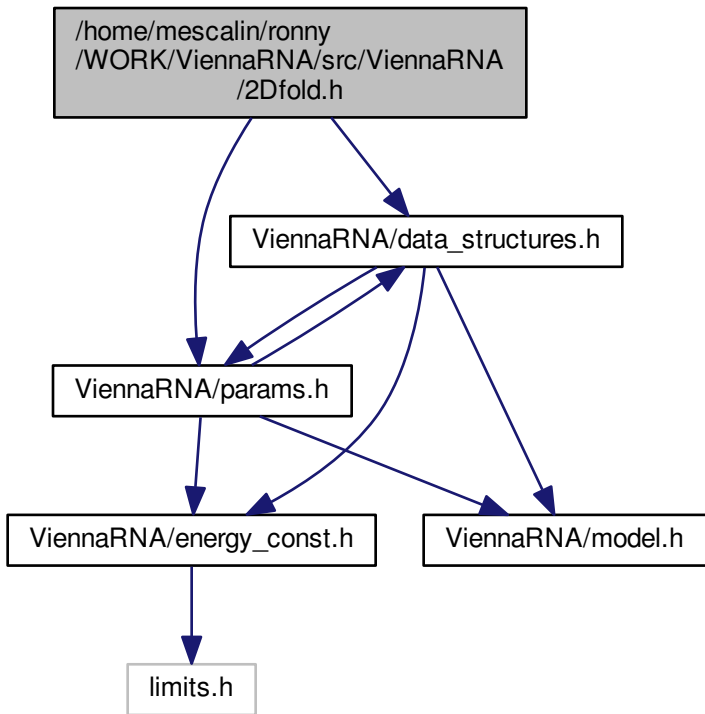 /home/mescalin/ronny
/WORK/ViennaRNA/src/ViennaRNA
/2Dfold.h
ViennaRNA/data_structures.h
ViennaRNA/params.h
ViennaRNA/energy_const.h
ViennaRNA/model.h
limits.h